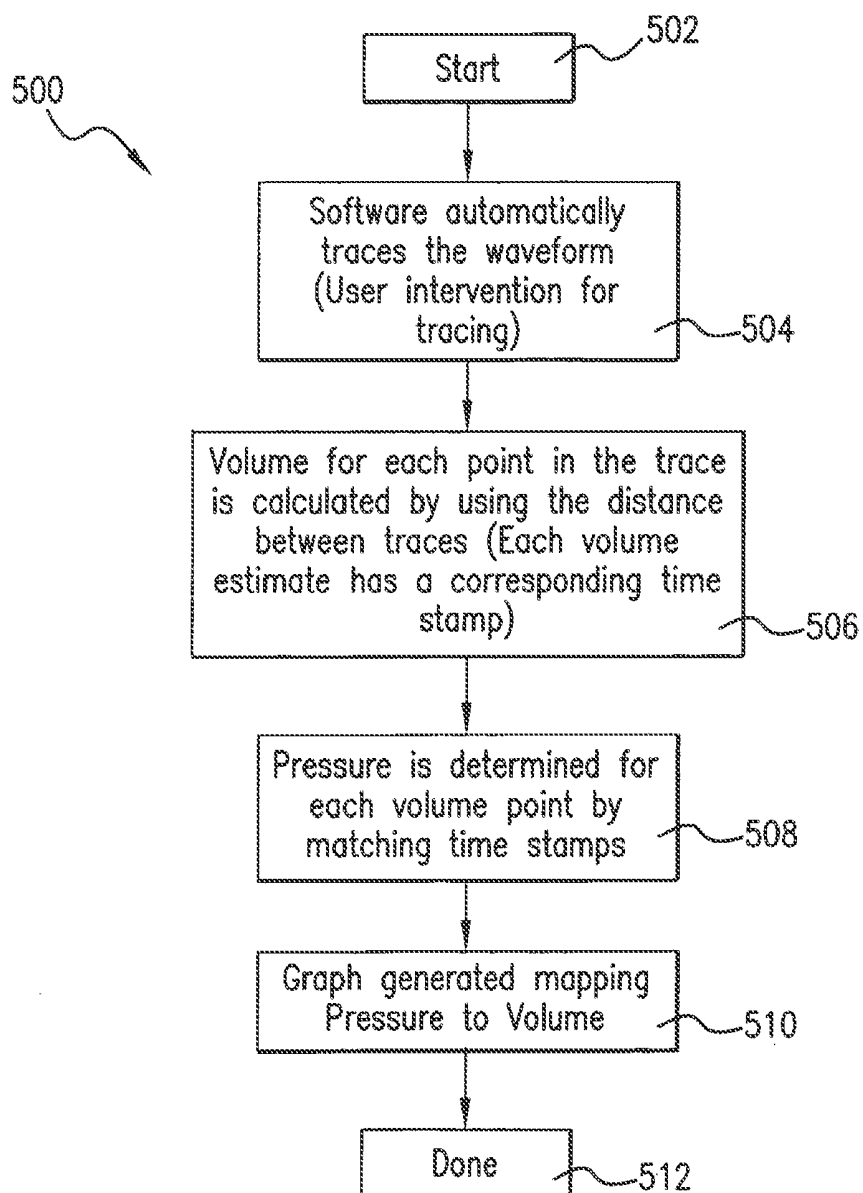 502
Start
500
Software automatically
traces the waveform
(User intervention for
tracing)
504
Volume for each point in the trace
is calculated by using the distance
between traces (Each volume
estimate has a corresponding time
stamp)
506
Pressure is determined for
each volume point by
matching time stamps
508
Graph generated mapping
Pressure to Volume
510
Done
512